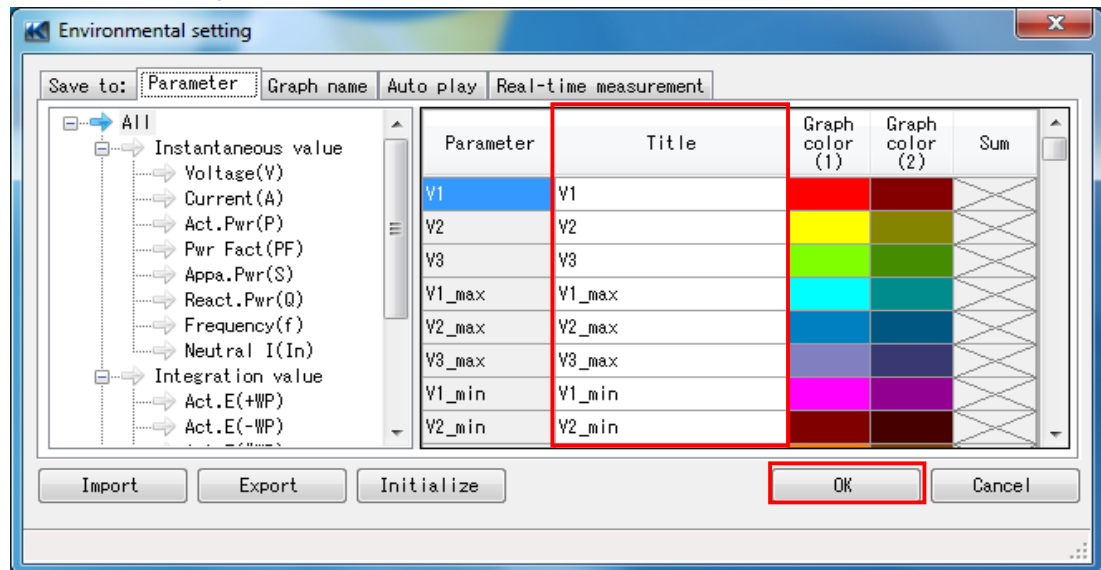 Environmental setting
Save to: Parameter Graph name Auto play Real-time measurement
All
Instantaneous value
Voltage(V)
Current(A)
Act.Pwr(P)
Pwr Fact(PF)
Appa.Pwr(S)
React.Pwr(Q)
Frequency(f)
Neutral I(In)
Integration value
Act.E(+WP)
Act.E(-WP)
Parameter Title Graph color (1) Graph color (2) Sum
V1 V1
V2 V2
V3 V3
V1_max V1_max
V2_max V2_max
V3_max V3_max
V1_min V1_min
V2_min V2_min
Import Export Initialize OK Cancel